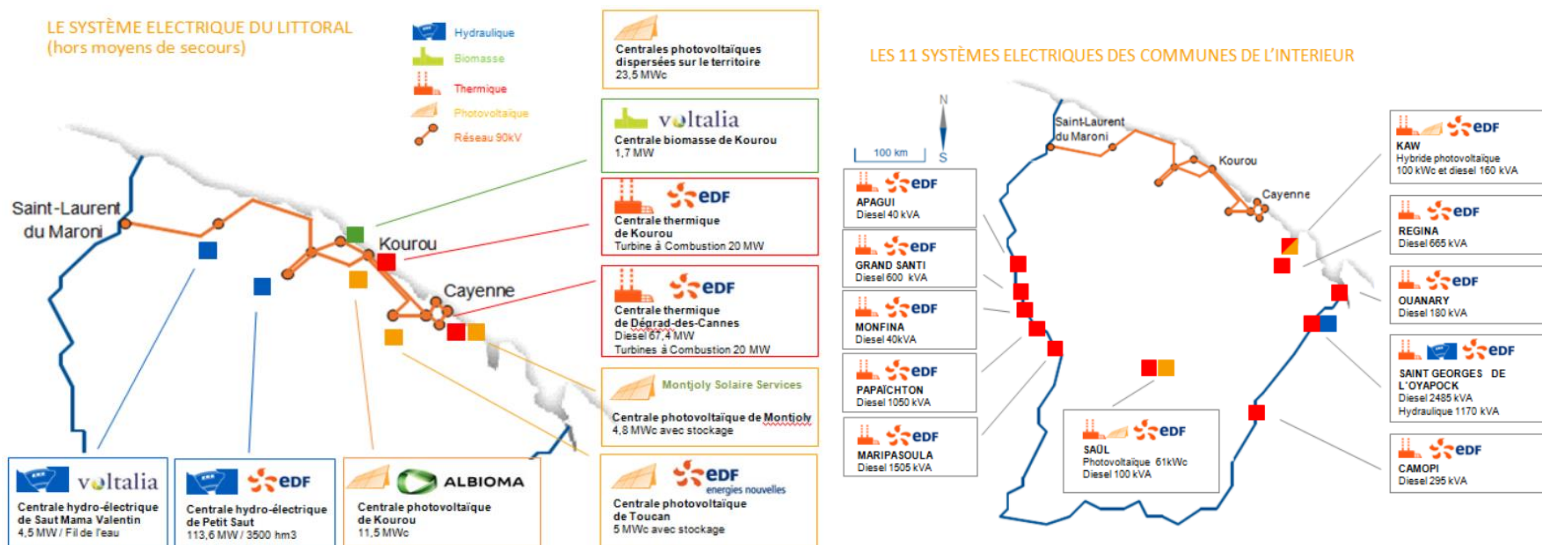 LE SYSTÈME ELECTRIQUE DU LITTORAL
(hors moyens de secours)
Hydraulique
Biomasse
Thermique
Photovoltaïque
Réseau 90kV
Saint-Laurent
du Maroni
Kourou
Cayenne
Centrales photovoltaïques
dispersées sur le territoire
23,5 MWc
voltalia
Centrale biomasse de Kourou
1,7 MW
eDF
Centrale thermique
de Kourou
Turbine à Combustion 20 MW
eDF
Centrale thermique
de Dégrad-des-Cannes
Diesel 67,4 MW
Turbines à Combustion 20 MW
Montjoly Solaire Services
Centrale photovoltaïque de Montjoly
4,8 MWc avec stockage
eDF
energies nouvelles
Centrale photovoltaïque
de Toucan
5 MWc avec stockage
voltalia
Centrale hydro-électrique
de Saut Mama Valentin
4,5 MW / Fil de l'eau
eDF
Centrale hydro-électrique
de Petit Saut
113,6 MW / 3500 hm3
ALBIOMA
Centrale photovoltaïque
de Kourou
11,5 MWc
LES 11 SYSTÈMES ELECTRIQUES DES COMMUNES DE L'INTERIEUR
N
S
100 km
Saint-Laurent
du Maroni
Kourou
Cayenne
eDF
APAGUI
Diesel 40 kVA
eDF
GRAND SANTI
Diesel 600 kVA
eDF
MONFINA
Diesel 40kVA
eDF
PAPAÏCHTON
Diesel 1050 kVA
eDF
MARIPASOULA
Diesel 1505 kVA
eDF
SAÜL
Photovoltaïque 61kWc
Diesel 100 kVA
eDF
KAW
Hybride photovoltaïque
100 kWc et diesel 160 kVA
eDF
REGINA
Diesel 665 kVA
eDF
OUANARY
Diesel 180 kVA
eDF
SAINT GEORGES DE
L'OYAPOCK
Diesel 2485 kVA
Hydraulique 1170 kVA
eDF
CAMOPI
Diesel 295 kVA